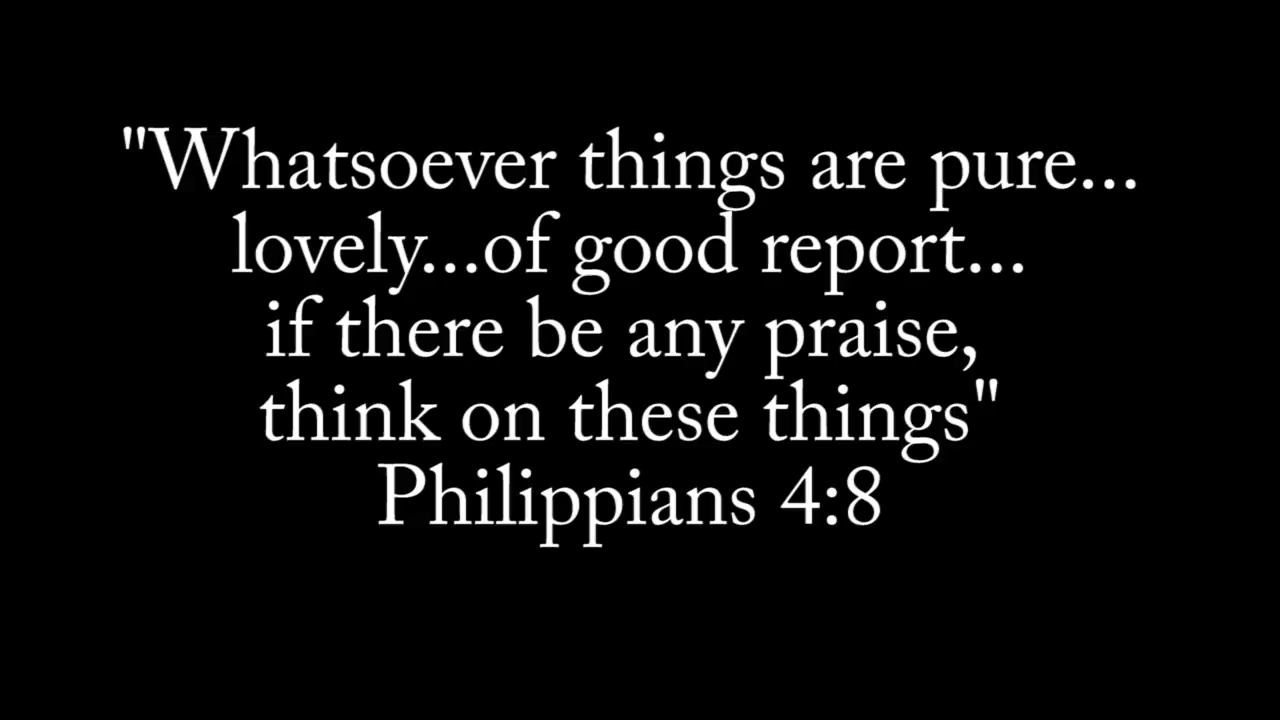 "Whatsoever things are pure...
lovely...of good report...
if there be any praise,
think on these things"
Philippians 4:8